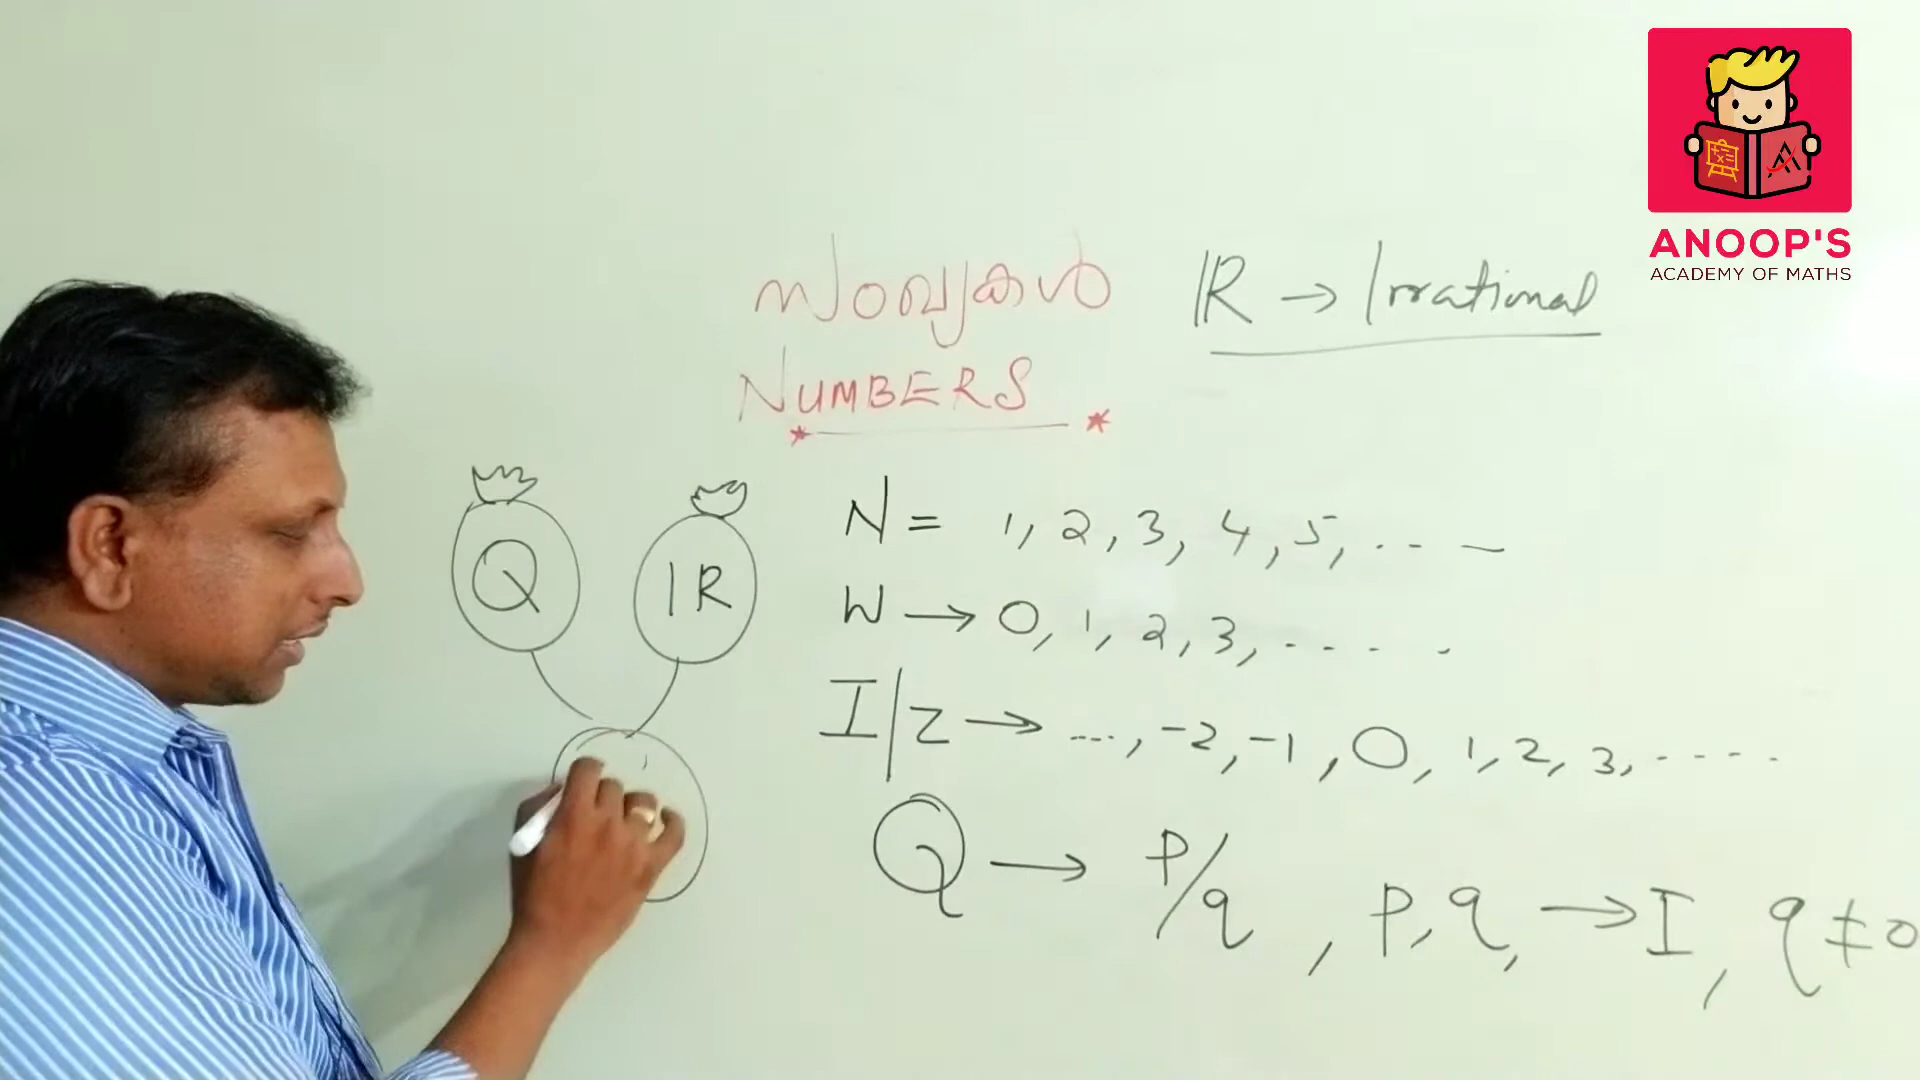 ANOOP'S
ACADEMY OF MATHS
സംഖ്യകൾ
IR → Irrational
NUMBERS
Q
IR
N = 1, 2, 3, 4, 5, ... —
W → 0, 1, 2, 3, .....
I/Z → ..., -2, -1, 0, 1, 2, 3, .....
Q → P/q, P, q, → I, q ≠ 0